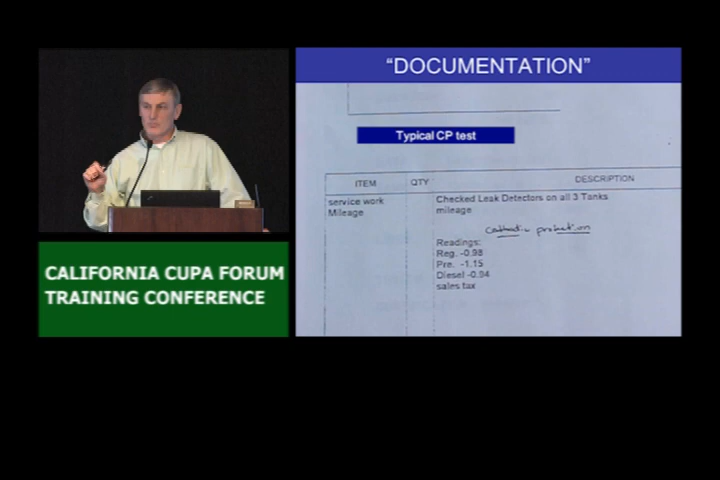 "DOCUMENTATION"
Typical CP test
ITEM QTY DESCRIPTION
service work Checked Leak Detectors on all 3 Tanks
Mileage mileage
cathodic protection
Readings:
Reg. -0.98
Pre. -1.15
Diesel -0.94
sales tax
CALIFORNIA CUPA FORUM
TRAINING CONFERENCE